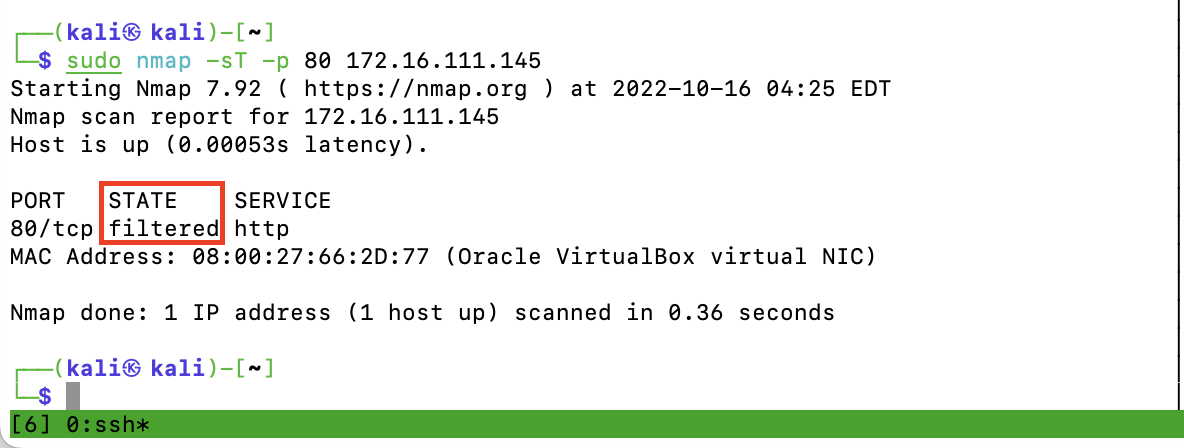 ┌──(kali㉿ kali)-[~]
└─$ sudo nmap -sT -p 80 172.16.111.145
Starting Nmap 7.92 ( https://nmap.org ) at 2022-10-16 04:25 EDT
Nmap scan report for 172.16.111.145
Host is up (0.00053s latency).
PORT   STATE    SERVICE
80/tcp filtered http
MAC Address: 08:00:27:66:2D:77 (Oracle VirtualBox virtual NIC)
Nmap done: 1 IP address (1 host up) scanned in 0.36 seconds
┌──(kali㉿ kali)-[~]
└─$
[6] 0:ssh*